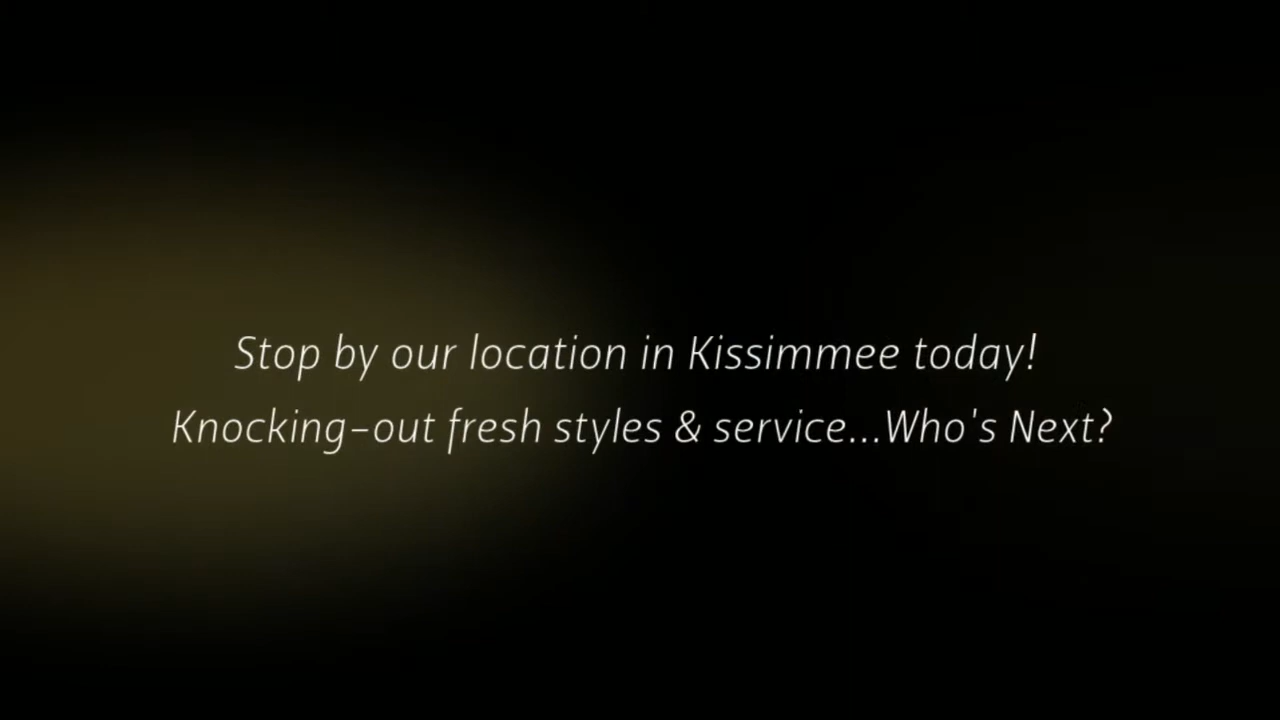 Stop by our location in Kissimmee today!
Knocking-out fresh styles & service...Who's Next?